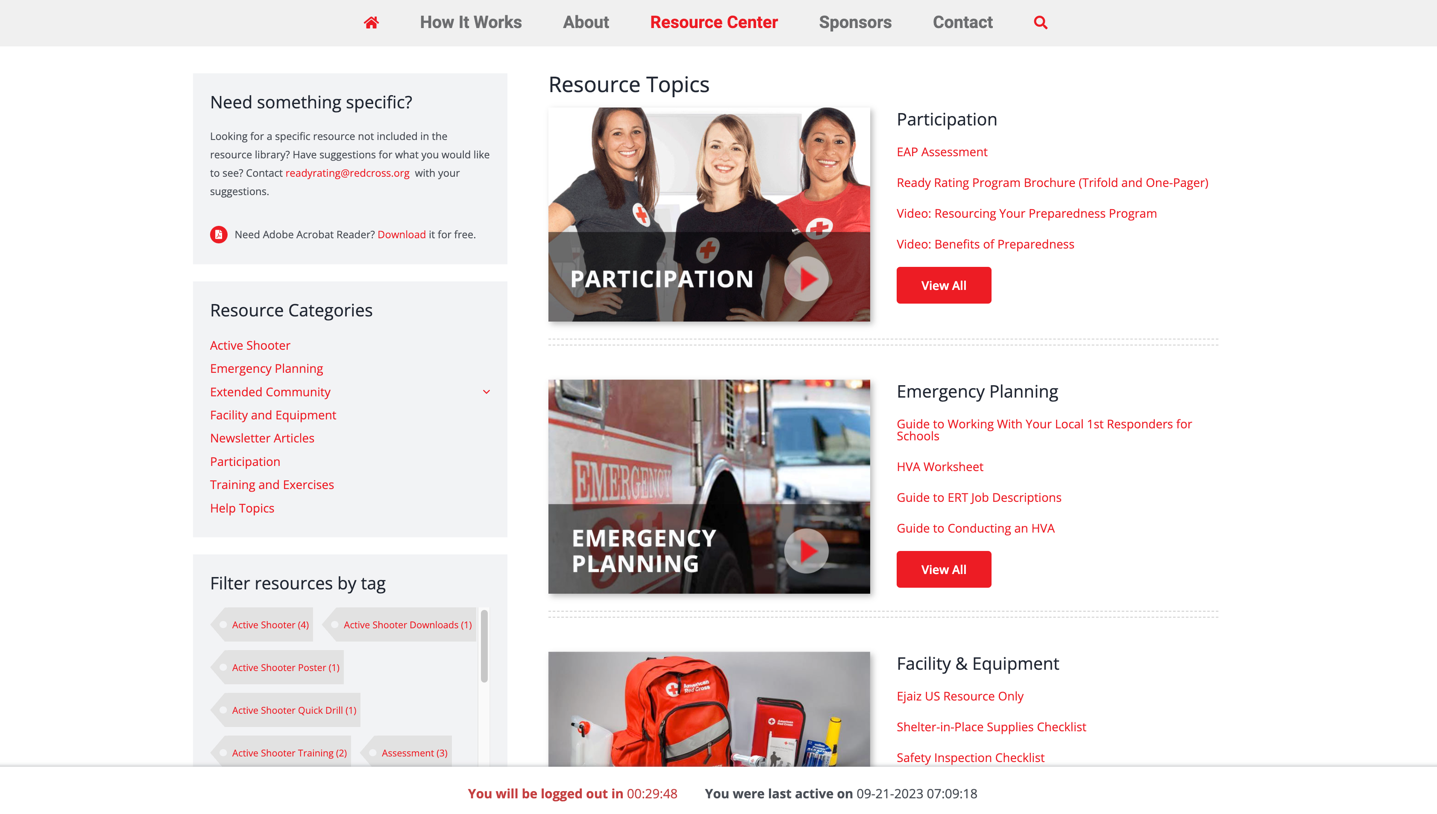 How It Works
About
Resource Center
Sponsors
Contact
Need something specific?
Looking for a specific resource not included in the
resource library? Have suggestions for what you would like
to see? Contact readyrating@redcross.org with your
suggestions.
Need Adobe Acrobat Reader? Download it for free.
Resource Categories
Active Shooter
Emergency Planning
Extended Community
Facility and Equipment
Newsletter Articles
Participation
Training and Exercises
Help Topics
Filter resources by tag
Active Shooter (4)
Active Shooter Downloads (1)
Active Shooter Poster (1)
Active Shooter Quick Drill (1)
Active Shooter Training (2)
Assessment (3)
Resource Topics
PARTICIPATION
Participation
EAP Assessment
Ready Rating Program Brochure (Trifold and One-Pager)
Video: Resourcing Your Preparedness Program
Video: Benefits of Preparedness
View All
EMERGENCY
911
EMERGENCY
PLANNING
Emergency Planning
Guide to Working With Your Local 1st Responders for
Schools
HVA Worksheet
Guide to ERT Job Descriptions
Guide to Conducting an HVA
View All
American
Red Cross
Facility & Equipment
Ejaiz US Resource Only
Shelter-in-Place Supplies Checklist
Safety Inspection Checklist
You will be logged out in 00:29:48
You were last active on 09-21-2023 07:09:18